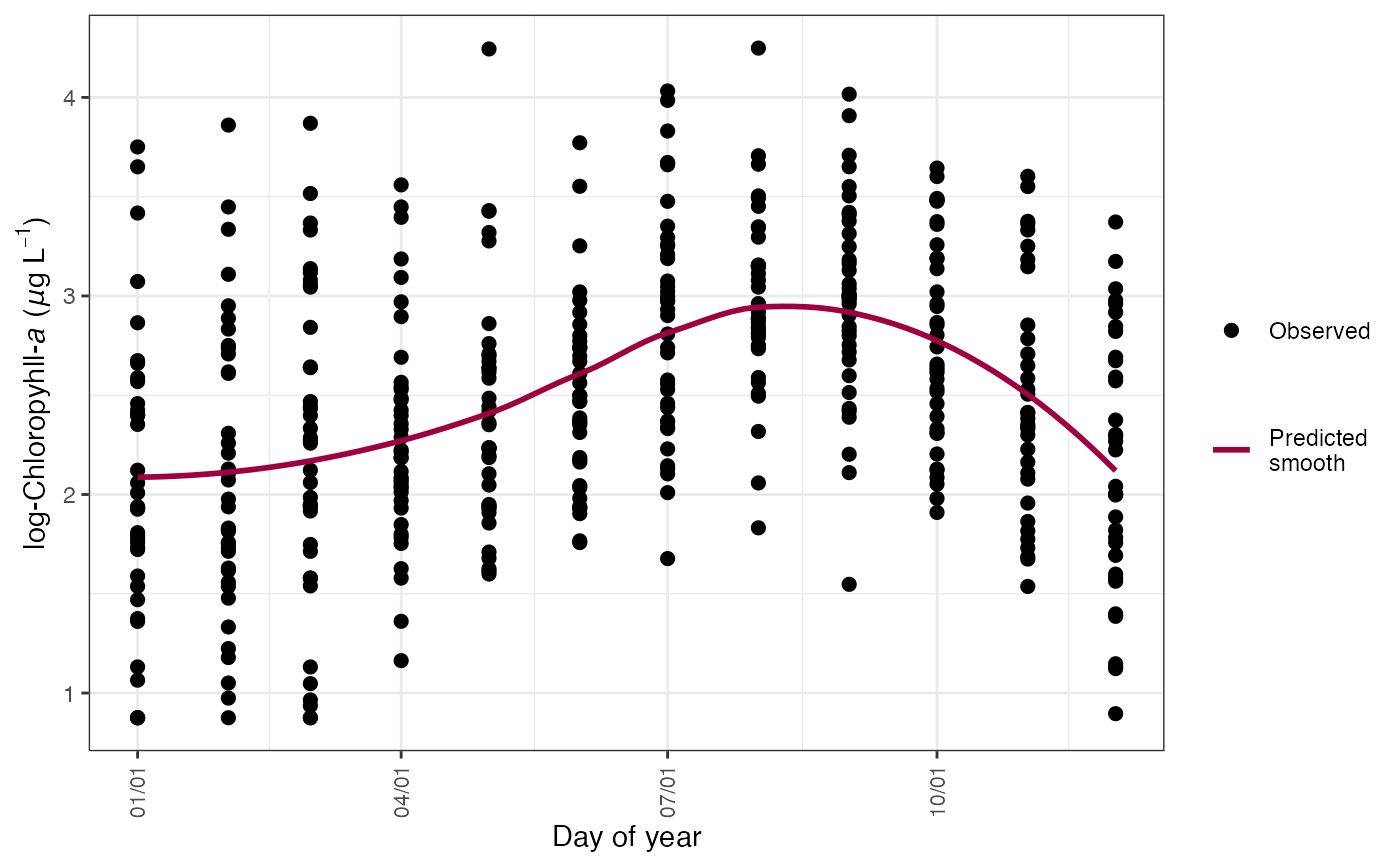 log-Chloropyhll-a (μg L⁻¹)
4
3
2
1
01/01
04/01
07/01
10/01
Day of year
Observed
Predicted
smooth